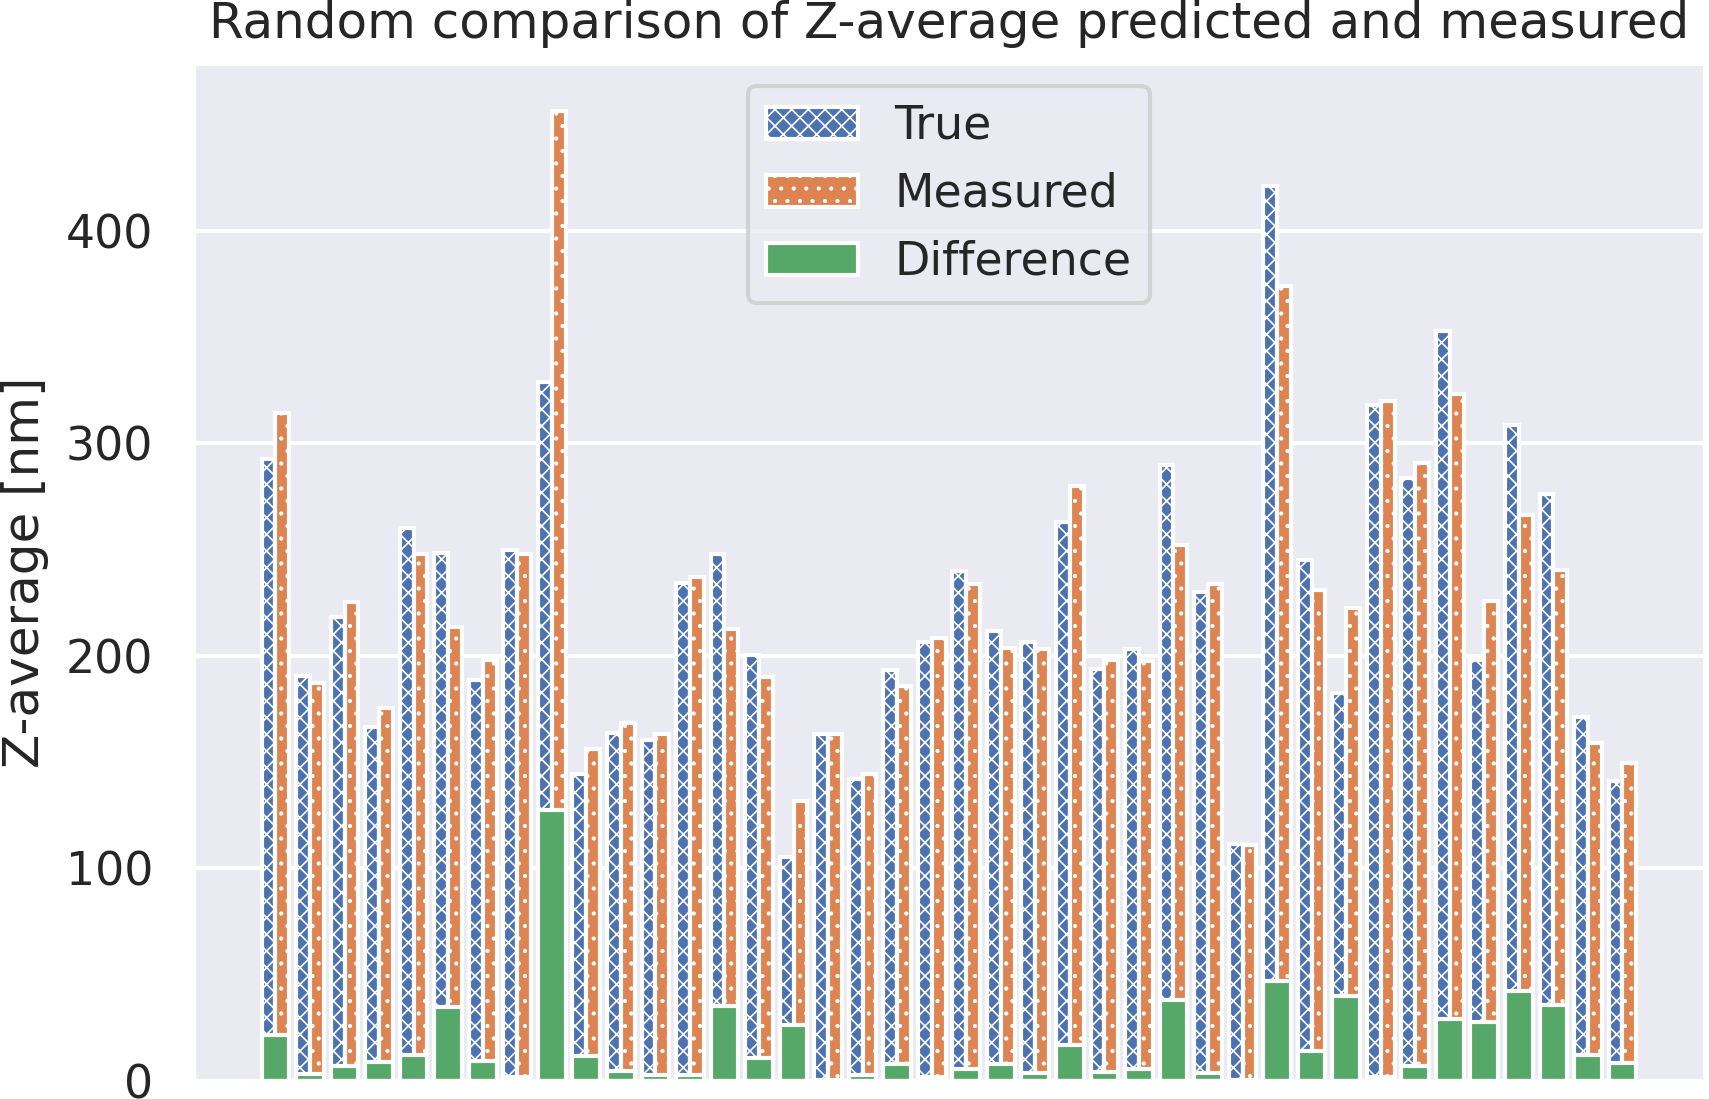 Random comparison of Z-average predicted and measured
True
Measured
Difference
Z-average [nm]
400
300
200
100
0